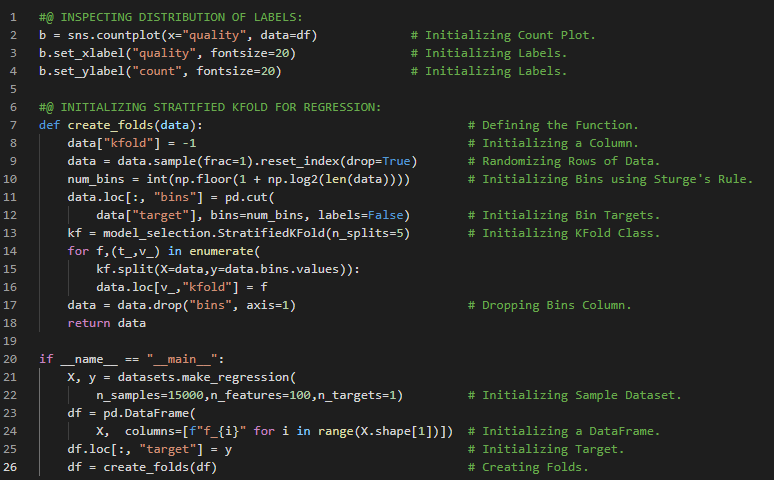 1 #@ INSPECTING DISTRIBUTION OF LABELS:
2 b = sns.countplot(x="quality", data=df) # Initializing Count Plot.
3 b.set_xlabel("quality", fontsize=20) # Initializing Labels.
4 b.set_ylabel("count", fontsize=20) # Initializing Labels.
5
6 #@ INITIALIZING STRATIFIED KFOLD FOR REGRESSION:
7 def create_folds(data): # Defining the Function.
8     data["kfold"] = -1 # Initializing a Column.
9     data = data.sample(frac=1).reset_index(drop=True) # Randomizing Rows of Data.
10     num_bins = int(np.floor(1 + np.log2(len(data)))) # Initializing Bins using Sturge's Rule.
11     data.loc[:, "bins"] = pd.cut(
12         data["target"], bins=num_bins, labels=False) # Initializing Bin Targets.
13     kf = model_selection.StratifiedKFold(n_splits=5) # Initializing KFold Class.
14     for f,(t_,v_) in enumerate(
15         kf.split(X=data,y=data.bins.values)):
16         data.loc[v_,"kfold"] = f
17     data = data.drop("bins", axis=1) # Dropping Bins Column.
18     return data
19
20 if __name__ == "__main__":
21     X, y = datasets.make_regression(
22         n_samples=15000,n_features=100,n_targets=1) # Initializing Sample Dataset.
23     df = pd.DataFrame(
24         X,  columns=[f"f_{i}" for i in range(X.shape[1])]) # Initializing a DataFrame.
25     df.loc[:, "target"] = y # Initializing Target.
26     df = create_folds(df) # Creating Folds.